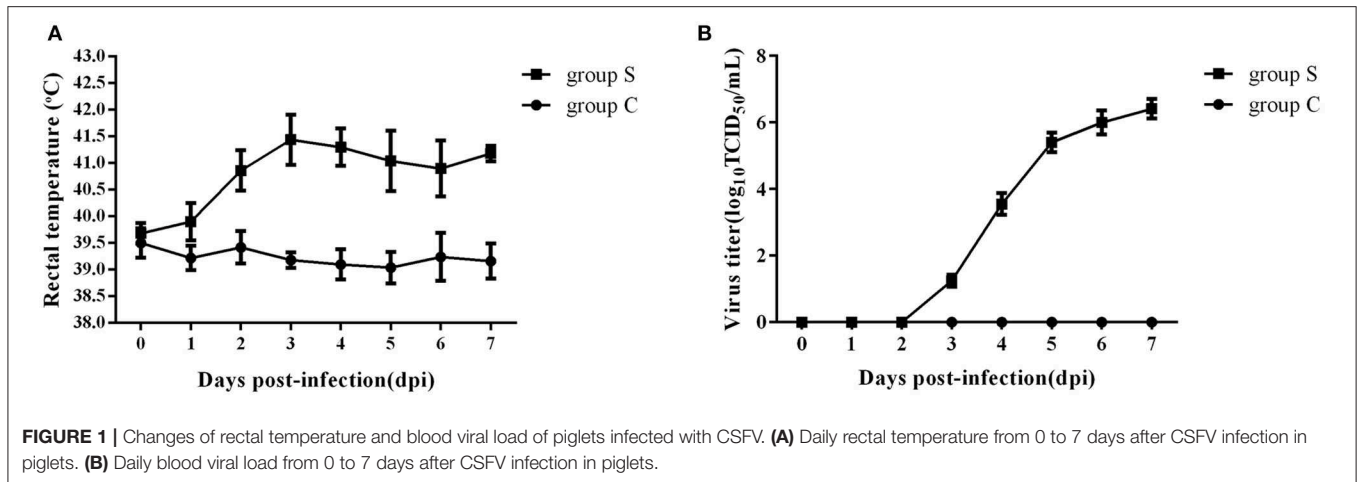 A
43.0
42.5
42.0
41.5
41.0
40.5
40.0
39.5
39.0
38.5
38.0
Rectal temperature (°C)
0 1 2 3 4 5 6 7
Days post-infection(dpi)
group S
group C
B
8
6
4
2
0
Virus titer(log10TCID50/mL)
0 1 2 3 4 5 6 7
Days post-infection(dpi)
group S
group C
FIGURE 1 | Changes of rectal temperature and blood viral load of piglets infected with CSFV. (A) Daily rectal temperature from 0 to 7 days after CSFV infection in
piglets. (B) Daily blood viral load from 0 to 7 days after CSFV infection in piglets.